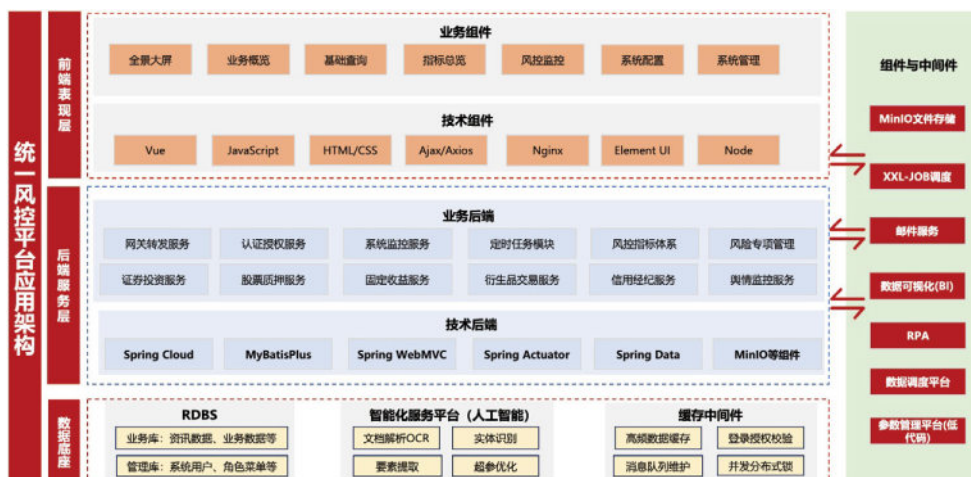 统一风控平台应用架构
前端表现层
业务组件
全景大屏
业务概览
基础查询
指标总览
风控监控
系统配置
系统管理
技术组件
Vue
JavaScript
HTML/CSS
Ajax/Axios
Nginx
Element UI
Node
后端服务层
业务后端
网关转发服务
认证授权服务
系统监控服务
定时任务模块
风控指标体系
风险专项管理
证券投资服务
股票质押服务
固定收益服务
衍生品交易服务
信用经纪服务
舆情监控服务
技术后端
Spring Cloud
MyBatisPlus
Spring WebMVC
Spring Actuator
Spring Data
MinIO等组件
数据底座
RDBS
业务库：资讯数据、业务数据等
管理库：系统用户、角色菜单等
智能化服务平台（人工智能）
文档解析OCR
实体识别
要素提取
超参优化
缓存中间件
高频数据缓存
登录授权校验
消息队列维护
并发分布式锁
组件与中间件
MinIO文件存储
XXL-JOB调度
邮件服务
数据可视化(BI)
RPA
数据调度平台
参数管理平台(低
代码)